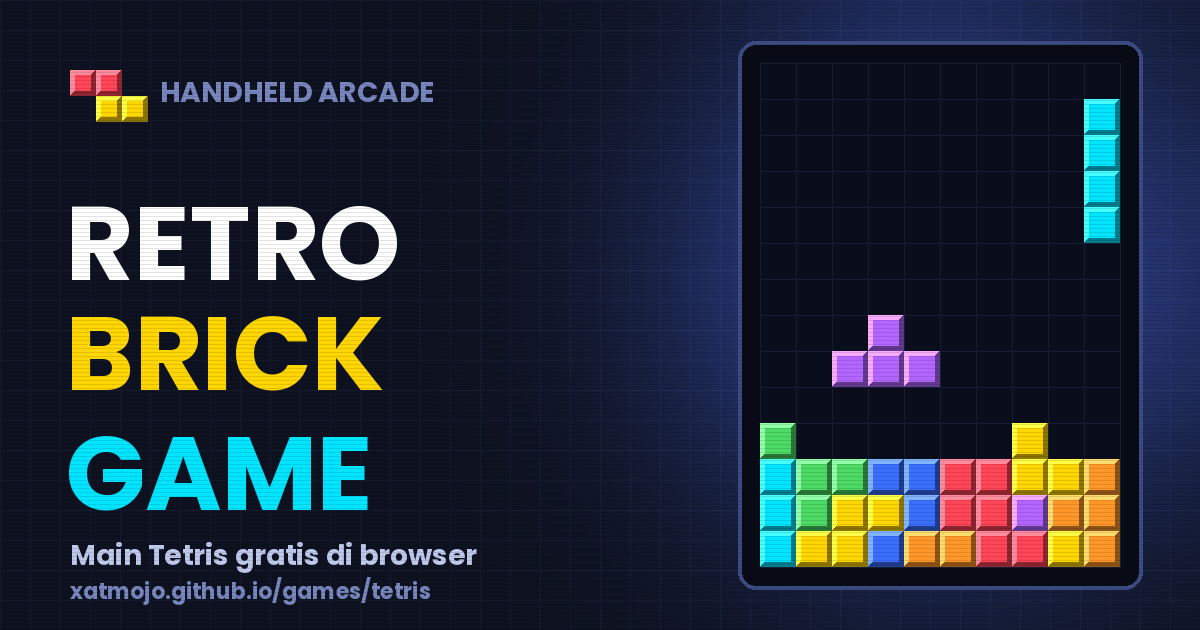 HANDHELD ARCADE
RETRO
BRICK
GAME
Main Tetris gratis di browser
xatmojo.github.io/games/tetris